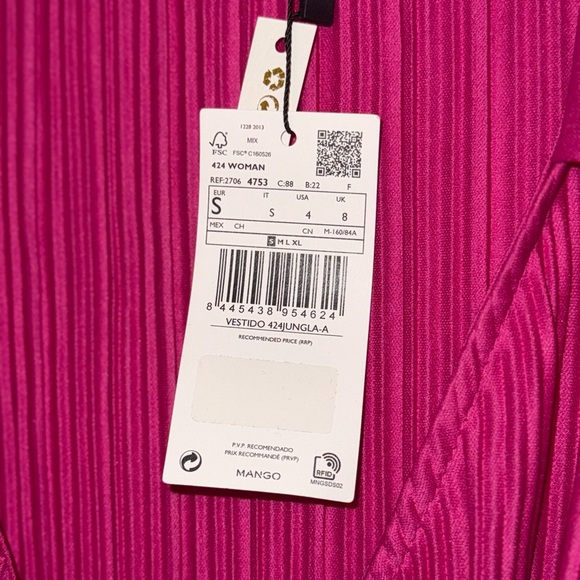 1228 2013
MIX
FSC
FSC® C160526
424 WOMAN
REF:2706 4753 C:88 B:22 F
EUR IT USA UK
S S 4 8
MEX CH CN M-160/84A
S M L XL
8 445438 954624
VESTIDO 424JUNGLA-A
RECOMMENDED PRICE (RRP)
P.V.P. RECOMENDADO
PRIX RECOMMANDÉ (PRVP)
MANGO
RFID
MNGSDS02